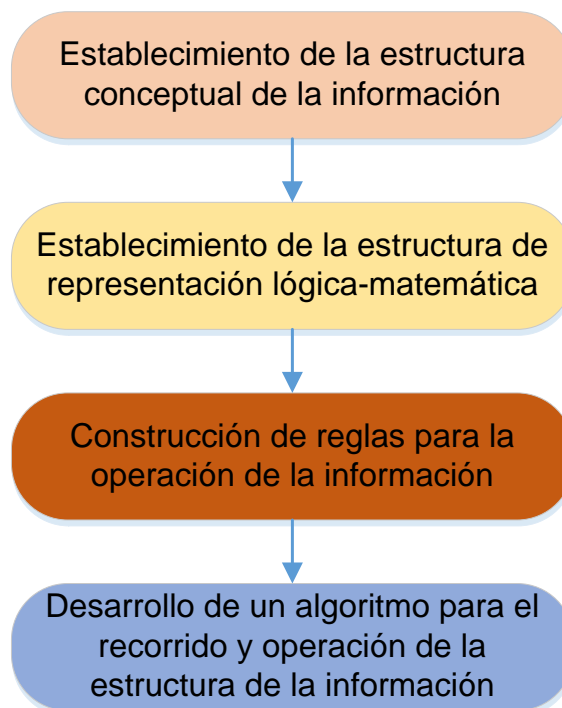 Establecimiento de la estructura
conceptual de la información
Establecimiento de la estructura de
representación lógica-matemática
Construcción de reglas para la
operación de la información
Desarrollo de un algoritmo para el
recorrido y operación de la
estructura de la información